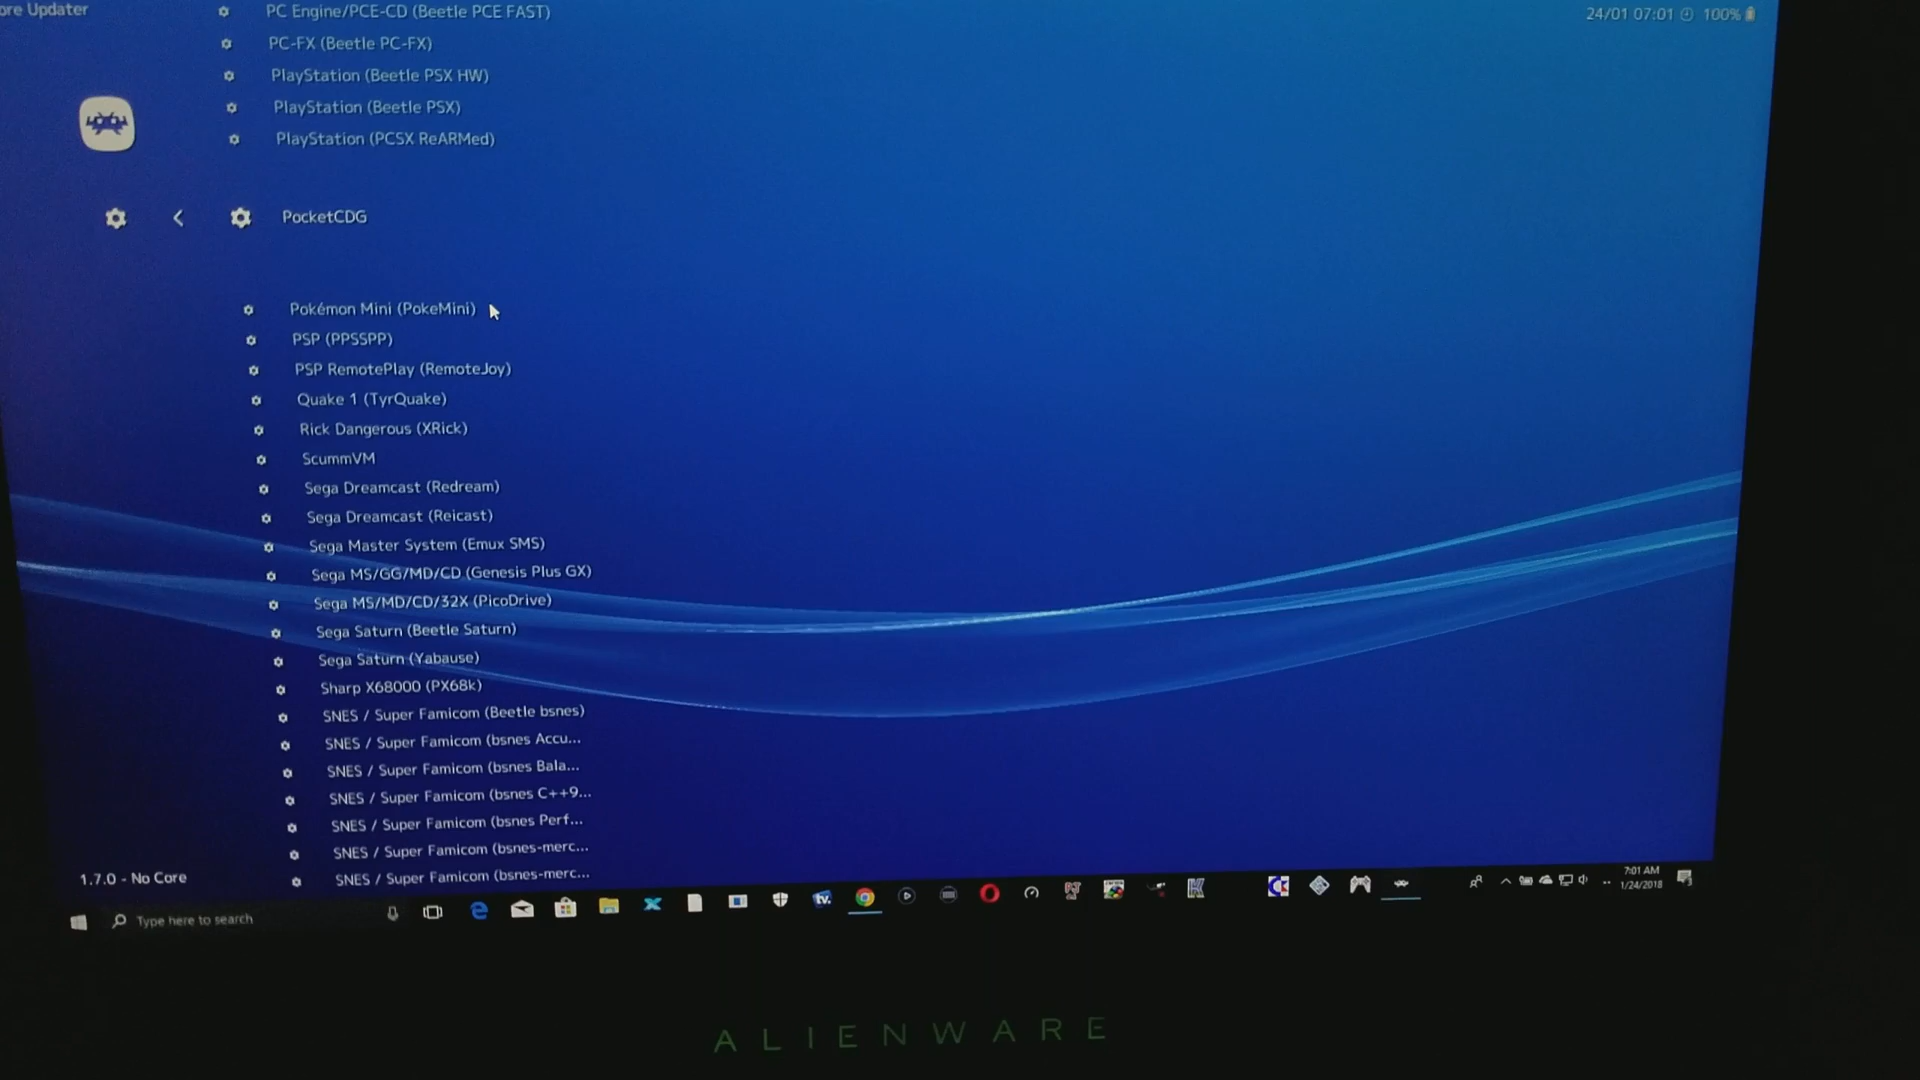 ore Updater
24/01 07:01 100%
PC Engine/PCE-CD (Beetle PCE FAST)
PC-FX (Beetle PC-FX)
PlayStation (Beetle PSX HW)
PlayStation (Beetle PSX)
PlayStation (PCSX ReARMed)
PocketCDG
Pokémon Mini (PokeMini)
PSP (PPSSPP)
PSP RemotePlay (RemoteJoy)
Quake 1 (TyrQuake)
Rick Dangerous (XRick)
ScummVM
Sega Dreamcast (Redream)
Sega Dreamcast (Reicast)
Sega Master System (Emux SMS)
Sega MS/GG/MD/CD (Genesis Plus GX)
Sega MS/MD/CD/32X (PicoDrive)
Sega Saturn (Beetle Saturn)
Sega Saturn (Yabause)
Sharp X68000 (PX68k)
SNES / Super Famicom (Beetle bsnes)
SNES / Super Famicom (bsnes Accu...
SNES / Super Famicom (bsnes Bala...
SNES / Super Famicom (bsnes C++9...
SNES / Super Famicom (bsnes Perf...
SNES / Super Famicom (bsnes-merc...
SNES / Super Famicom (bsnes-merc...
1.7.0 - No Core
Type here to search
tv
7:01 AM
1/24/2018
ALIENWARE